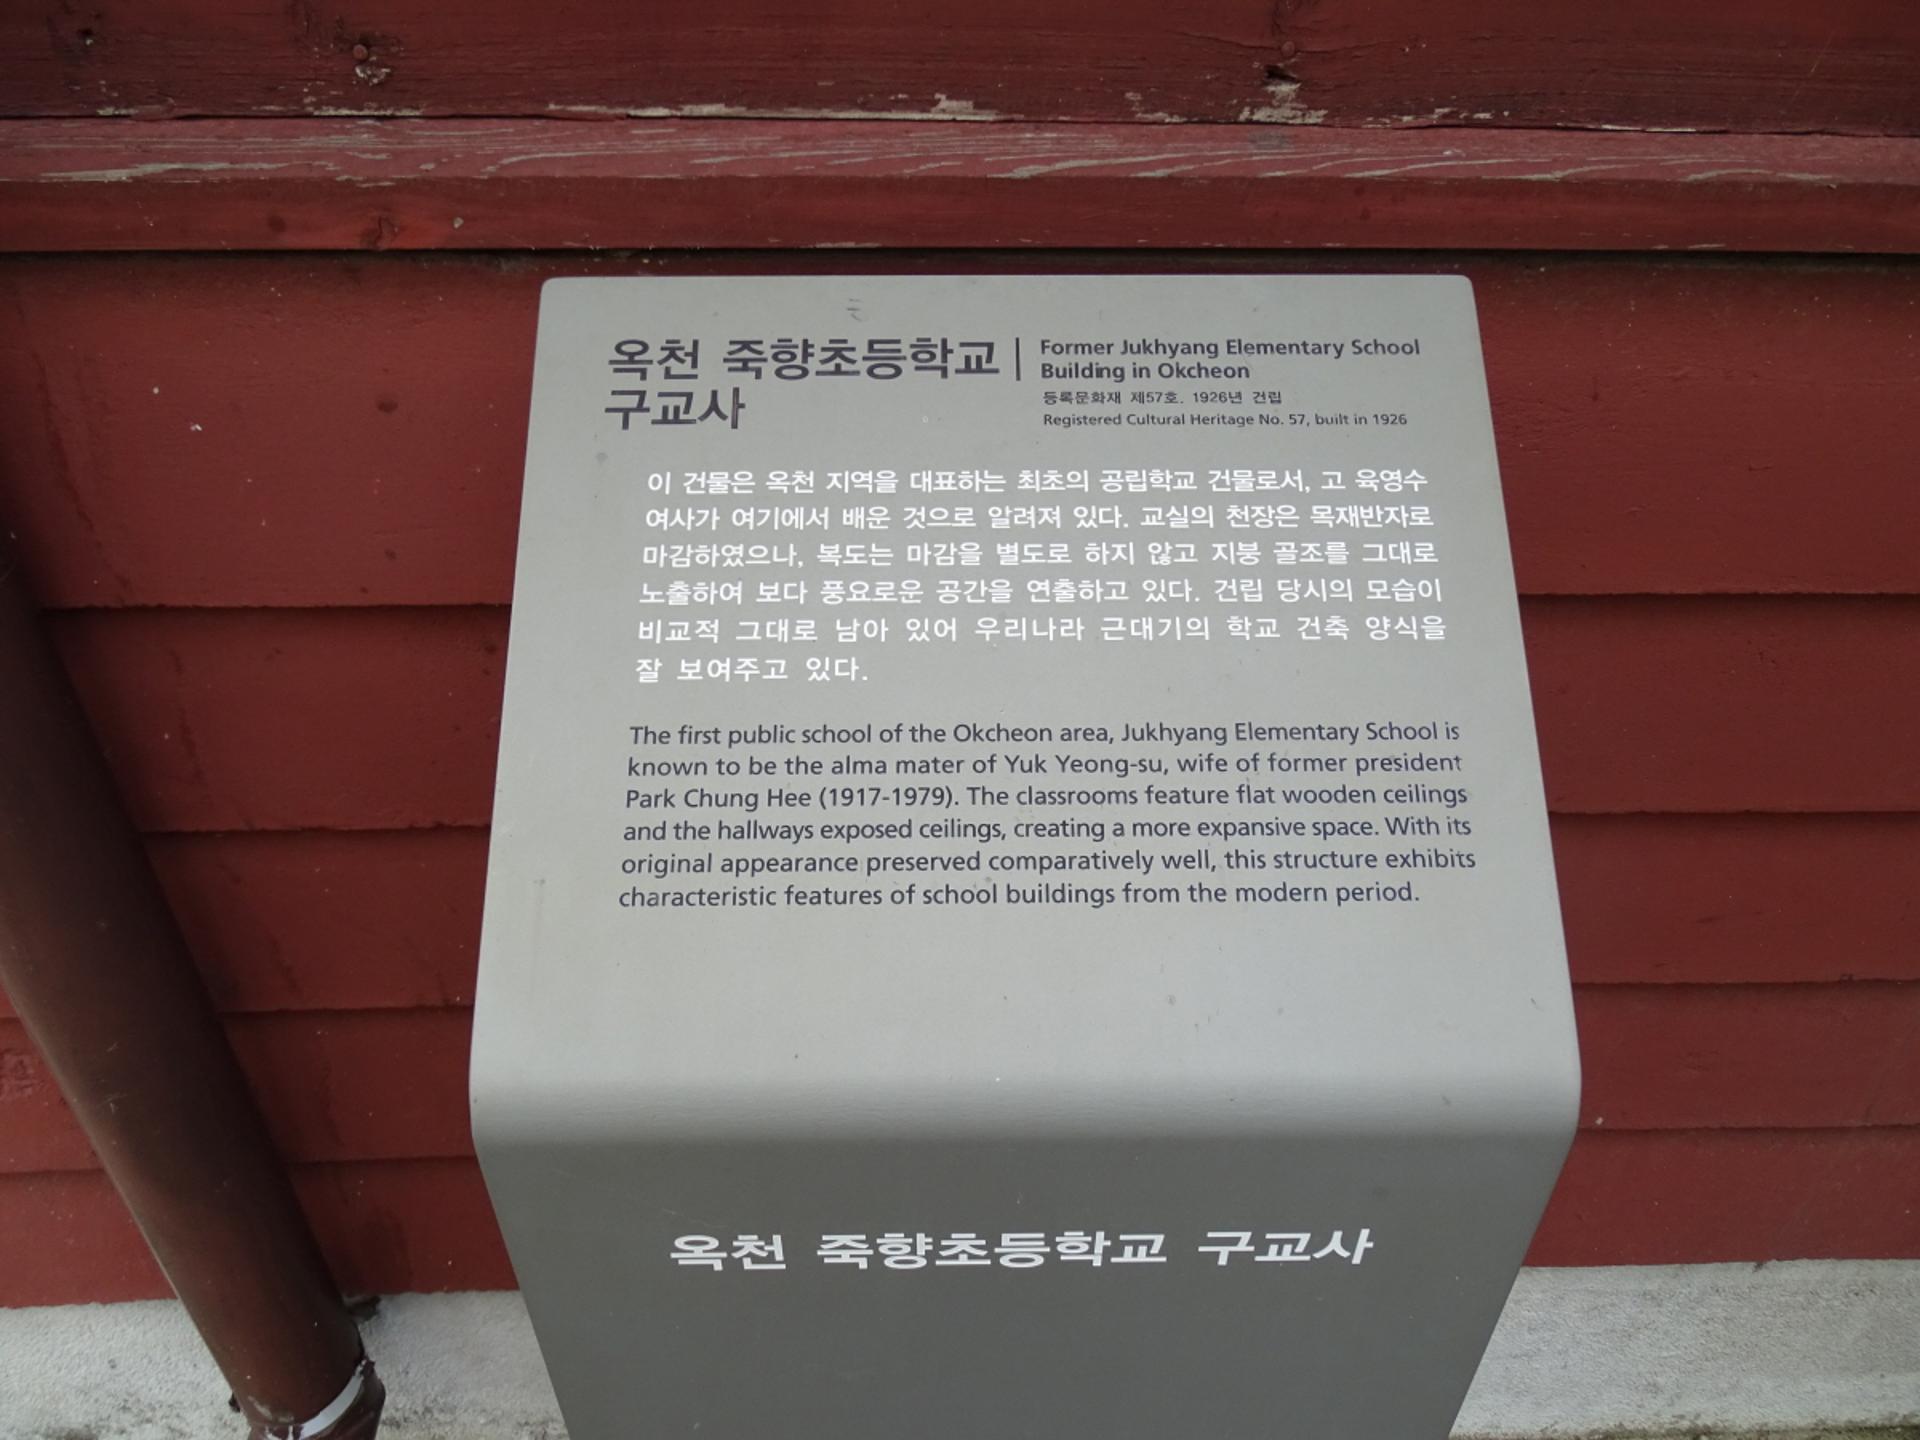 옥천 죽향초등학교
구교사
Former Jukhyang Elementary School
Building in Okcheon
등록문화재 제57호. 1926년 건립
Registered Cultural Heritage No. 57, built in 1926
이 건물은 옥천 지역을 대표하는 최초의 공립학교 건물로서, 고 육영수
여사가 여기에서 배운 것으로 알려져 있다. 교실의 천장은 목재반자로
마감하였으나, 복도는 마감을 별도로 하지 않고 지붕 골조를 그대로
노출하여 보다 풍요로운 공간을 연출하고 있다. 건립 당시의 모습이
비교적 그대로 남아 있어 우리나라 근대기의 학교 건축 양식을
잘 보여주고 있다.
The first public school of the Okcheon area, Jukhyang Elementary School is
known to be the alma mater of Yuk Yeong-su, wife of former president
Park Chung Hee (1917-1979). The classrooms feature flat wooden ceilings
and the hallways exposed ceilings, creating a more expansive space. With its
original appearance preserved comparatively well, this structure exhibits
characteristic features of school buildings from the modern period.
옥천 죽향초등학교 구교사